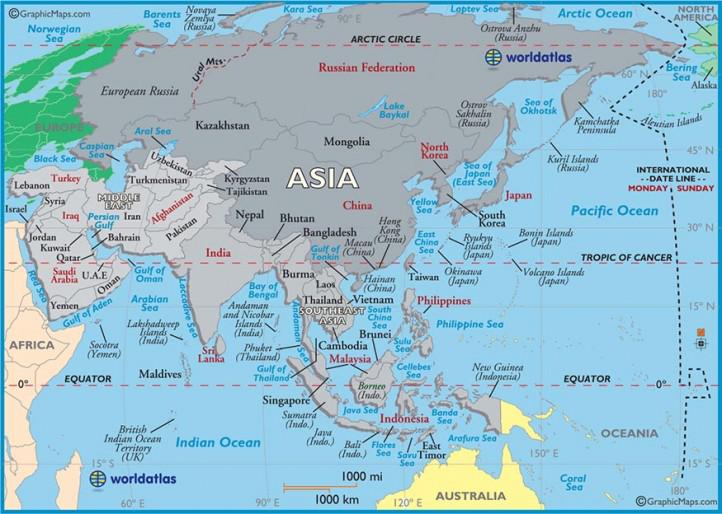 ©GraphicMaps.com
Norwegian
Sea
Barents
Sea
Novaya
Zemlya
(Russia)
Kara Sea
90° E
Laptev Sea
Arctic Ocean
NORTH
AMERICA
Ostrova Anzhu
(Russia)
ARCTIC CIRCLE
worldatlas
Bering
Sea
Alaska
60° N
180°
Ural Mts.
Russian Federation
European Russia
EUROPE
Lake
Baykal
Ostrov
Sakhalin
(Russia)
Sea of
Okhotsk
Kamchatka
Peninsula
Aleutian Islands
Kazakhstan
Aral Sea
Caspian
Sea
Black Sea
Mongolia
North
Korea
Sea of
Japan
(East Sea)
Kuril Islands
(Russia)
45° N
INTERNATIONAL
DATE LINE
MONDAY
SUNDAY
Uzbekistan
Turkmenistan
Kyrgyzstan
Tajikistan
ASIA
Turkey
Lebanon
Syria
MIDDLE
EAST
Israel
Iraq
Persian
Gulf
Iran
Afghanistan
Pakistan
China
Japan
Yellow
Sea
South
Korea
Pacific Ocean
Jordan
Kuwait
Qatar
Bahrain
Nepal
Bhutan
Bangladesh
Hong
Kong
(China)
Macau
(China)
East
China
Sea
Ryukyu
Islands
(Japan)
Bonin Islands
(Japan)
30° N
Saudi
Arabia
U.A.E
Oman
Gulf of
Oman
India
Gulf of
Tonkin
Burma
Laos
Hainan
(China)
Taiwan
Okinawa
(Japan)
Volcano Islands
(Japan)
TROPIC OF CANCER
Red Sea
Yemen
Gulf of Aden
Arabian
Sea
Laccadive Sea
Bay of
Bengal
Thailand
Vietnam
SOUTHEAST
ASIA
Cambodia
South
China
Sea
Philippines
Philippine Sea
15° N
Socotra
(Yemen)
Lakshadweep
Islands
(India)
Andaman
and Nicobar
Islands
(India)
Andaman Sea
Phuket
(Thailand)
Gulf of
Thailand
Brunei
Sulu
Sea
Malaysia
Cellebes
Sea
AFRICA
Sri
Lanka
Maldives
0°
EQUATOR
Singapore
Sumatra
(Indo.)
Borneo
(Indo.)
New Guinea
(Indonesia)
EQUATOR
0°
Java Sea
Indonesia
Banda
Sea
OCEANIA
British
Indian Ocean
Territory
(UK)
Indian Ocean
Java
(Indo.)
Bali
(Indo.)
Flores
Sea
Savu
Sea
East
Timor
Arafura Sea
15° S
worldatlas
60° E
90° E
1000 mi
1000 km
120° E
AUSTRALIA
Coral
Sea
150° E
15° S
180°
©GraphicMaps.com
©GraphicMaps.com